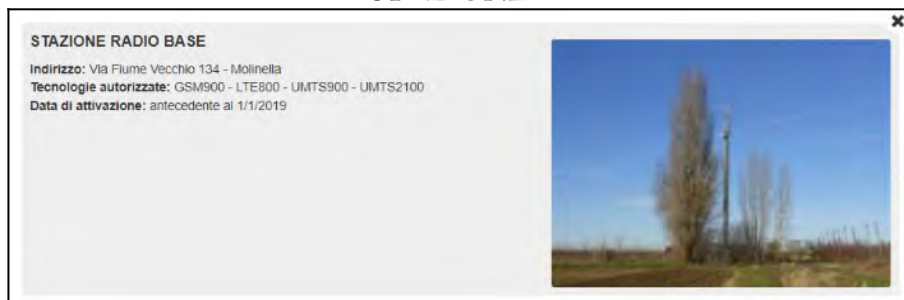 STAZIONE RADIO BASE
Indirizzo: Via Fiume Vecchio 134 - Molinella
Tecnologie autorizzate: GSM900 - LTE800 - UMTS900 - UMTS2100
Data di attivazione: antecedente al 1/1/2019